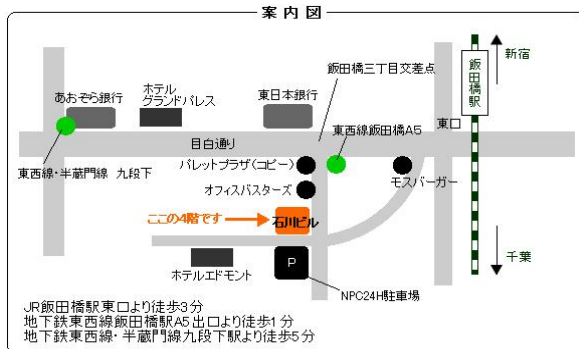 案内図
新宿
飯田橋駅
飯田橋三丁目交差点
ホテル
グランドパレス
東日本銀行
あおぞら銀行
東口
東西線飯田橋A5
目白通り
東西線・半蔵門線 九段下
パレットプラザ(コピー)
モスバーガー
オフィスバスターズ
ここの4階です
石川ビル
千葉
ホテルエドモント
P
NPC24H駐車場
JR飯田橋駅東口より徒歩3分
地下鉄東西線飯田橋駅A5出口より徒歩1分
地下鉄東西線・半蔵門線九段下駅より徒歩5分